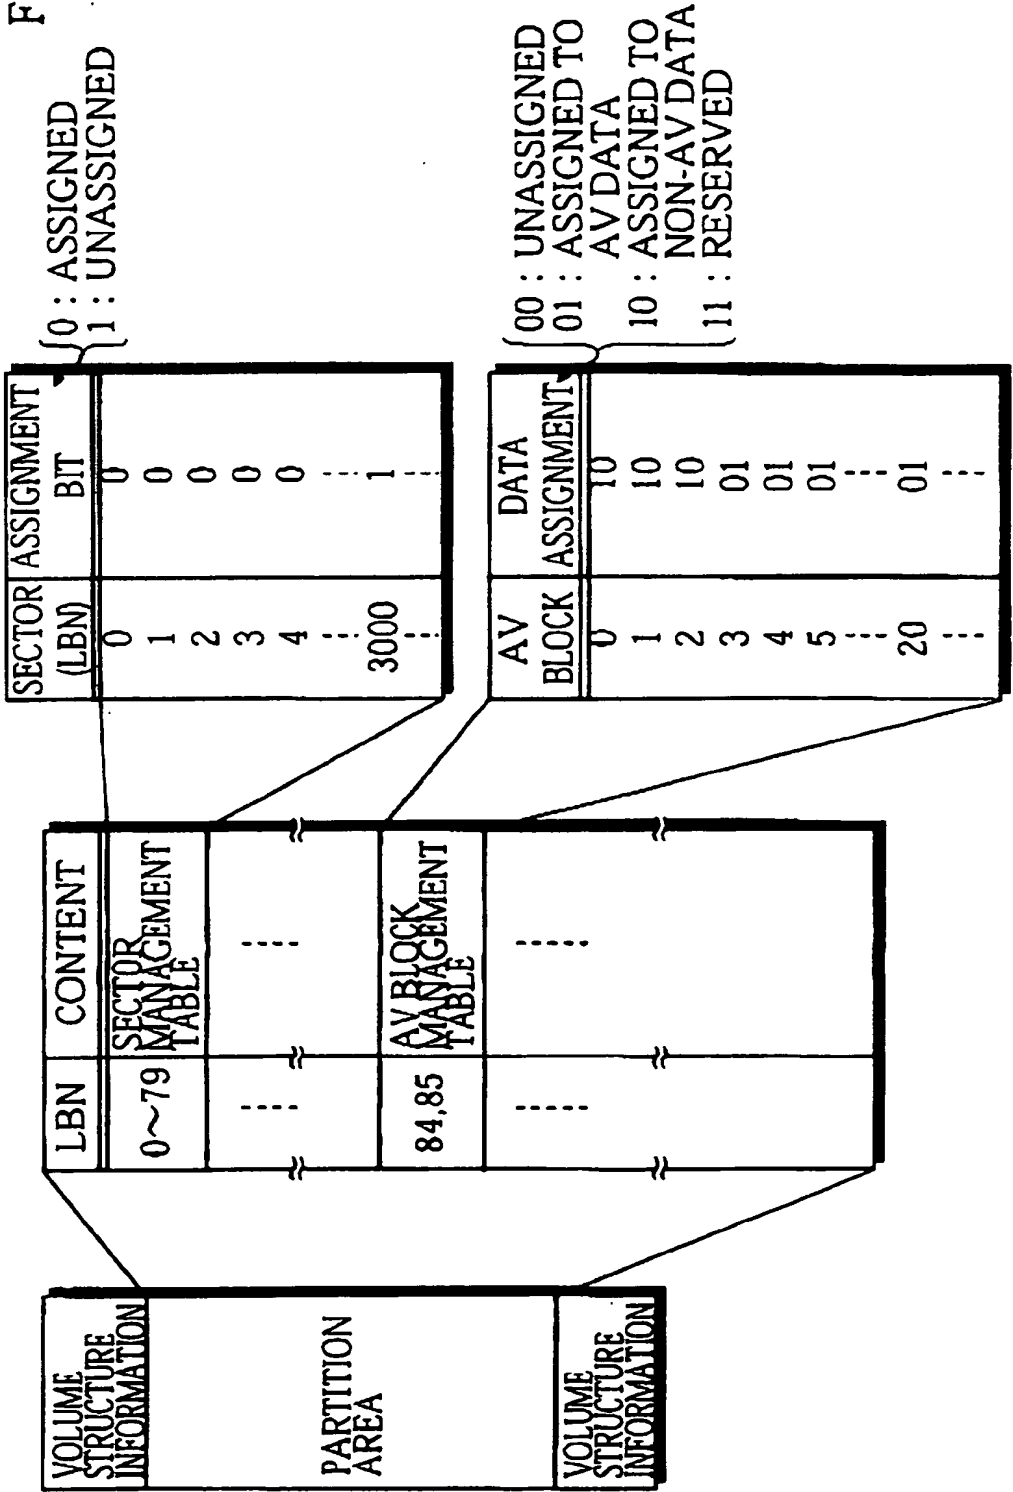 F
VOLUME
STRUCTURE
INFORMATION
PARTITION
AREA
VOLUME
STRUCTURE
INFORMATION
LBN CONTENT
0~79 SECTOR
MANAGEMENT
TABLE
84,85 AV BLOCK
MANAGEMENT
TABLE
SECTOR ASSIGNMENT
(LBN) BIT
0 0
1 0
2 0
3 0
4 0
3000 1
0 : ASSIGNED
1 : UNASSIGNED
AV DATA
BLOCK ASSIGNMENT
0 10
1 10
2 10
3 01
4 01
5 01
20 01
00 : UNASSIGNED
01 : ASSIGNED TO
AV DATA
10 : ASSIGNED TO
NON-AV DATA
11 : RESERVED